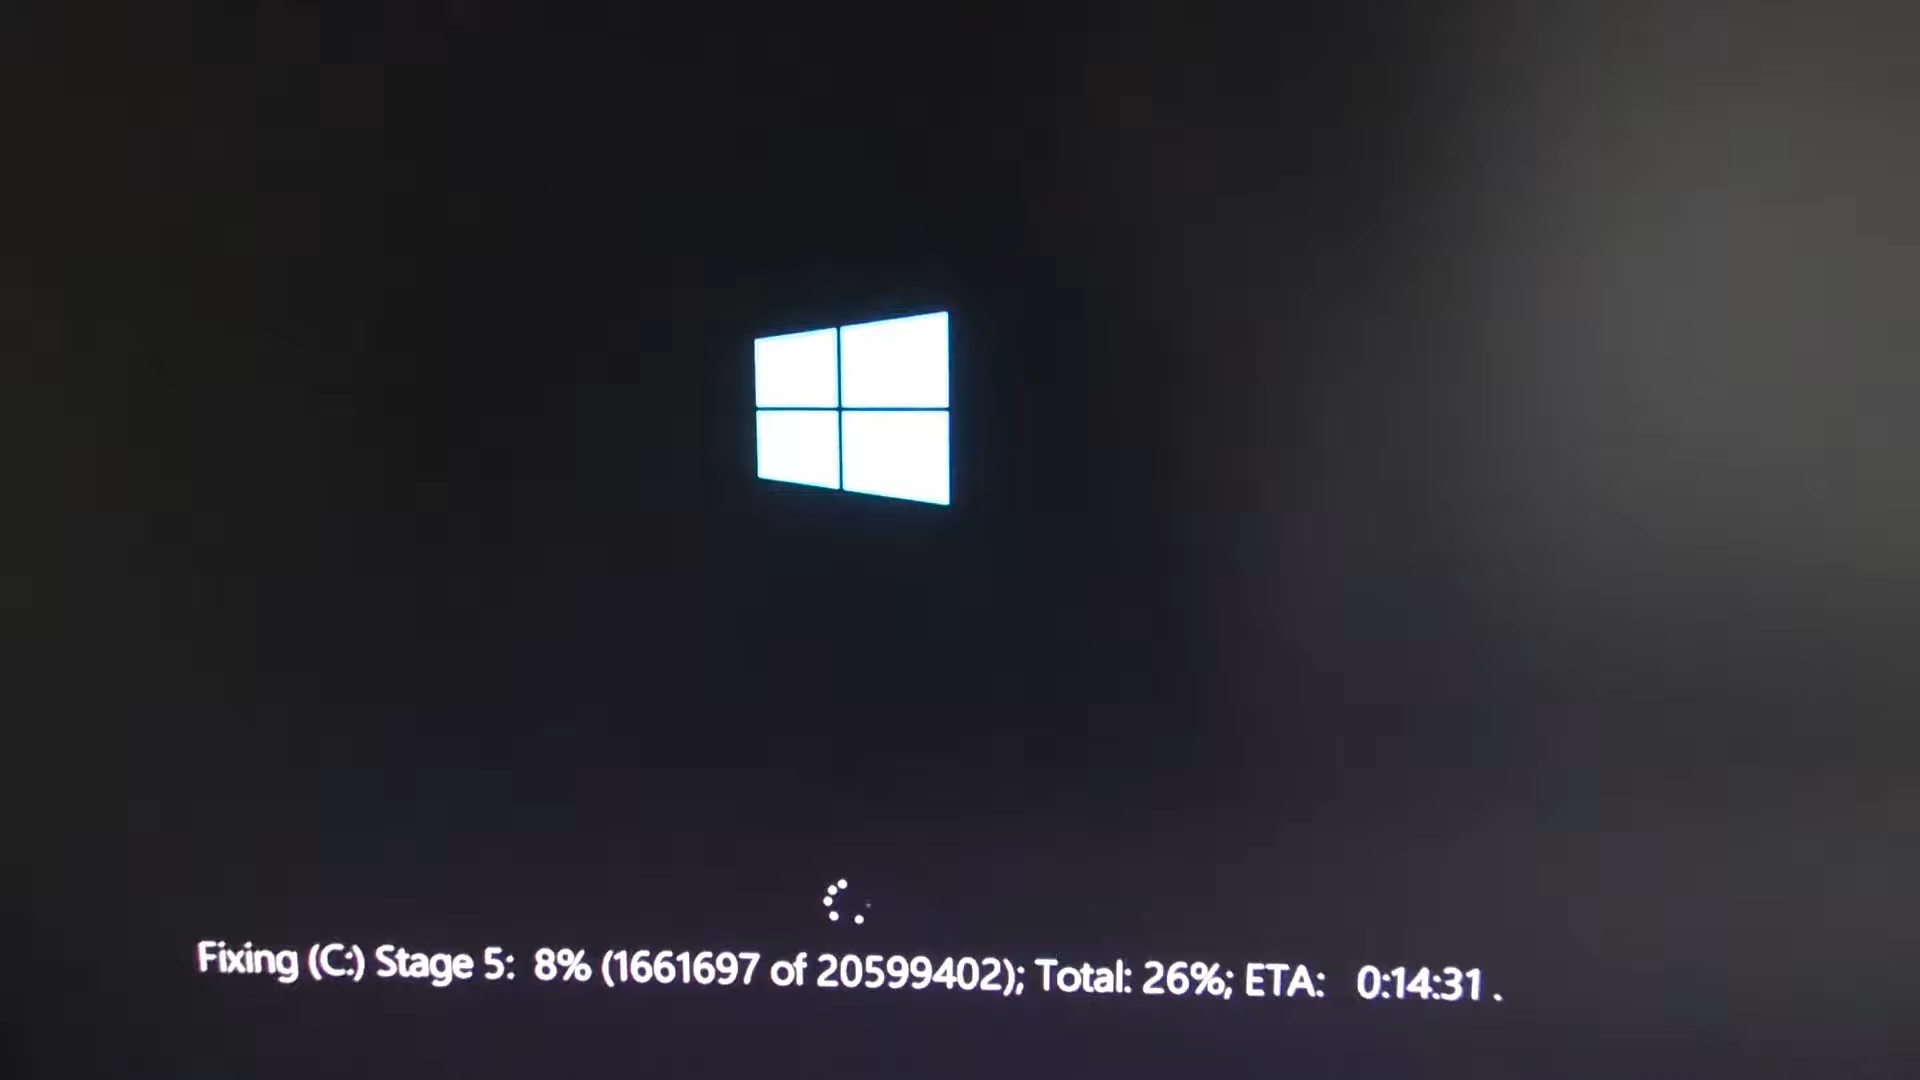 Fixing (C:) Stage 5: 8% (1661697 of 20599402); Total: 26%; ETA: 0:14:31 .